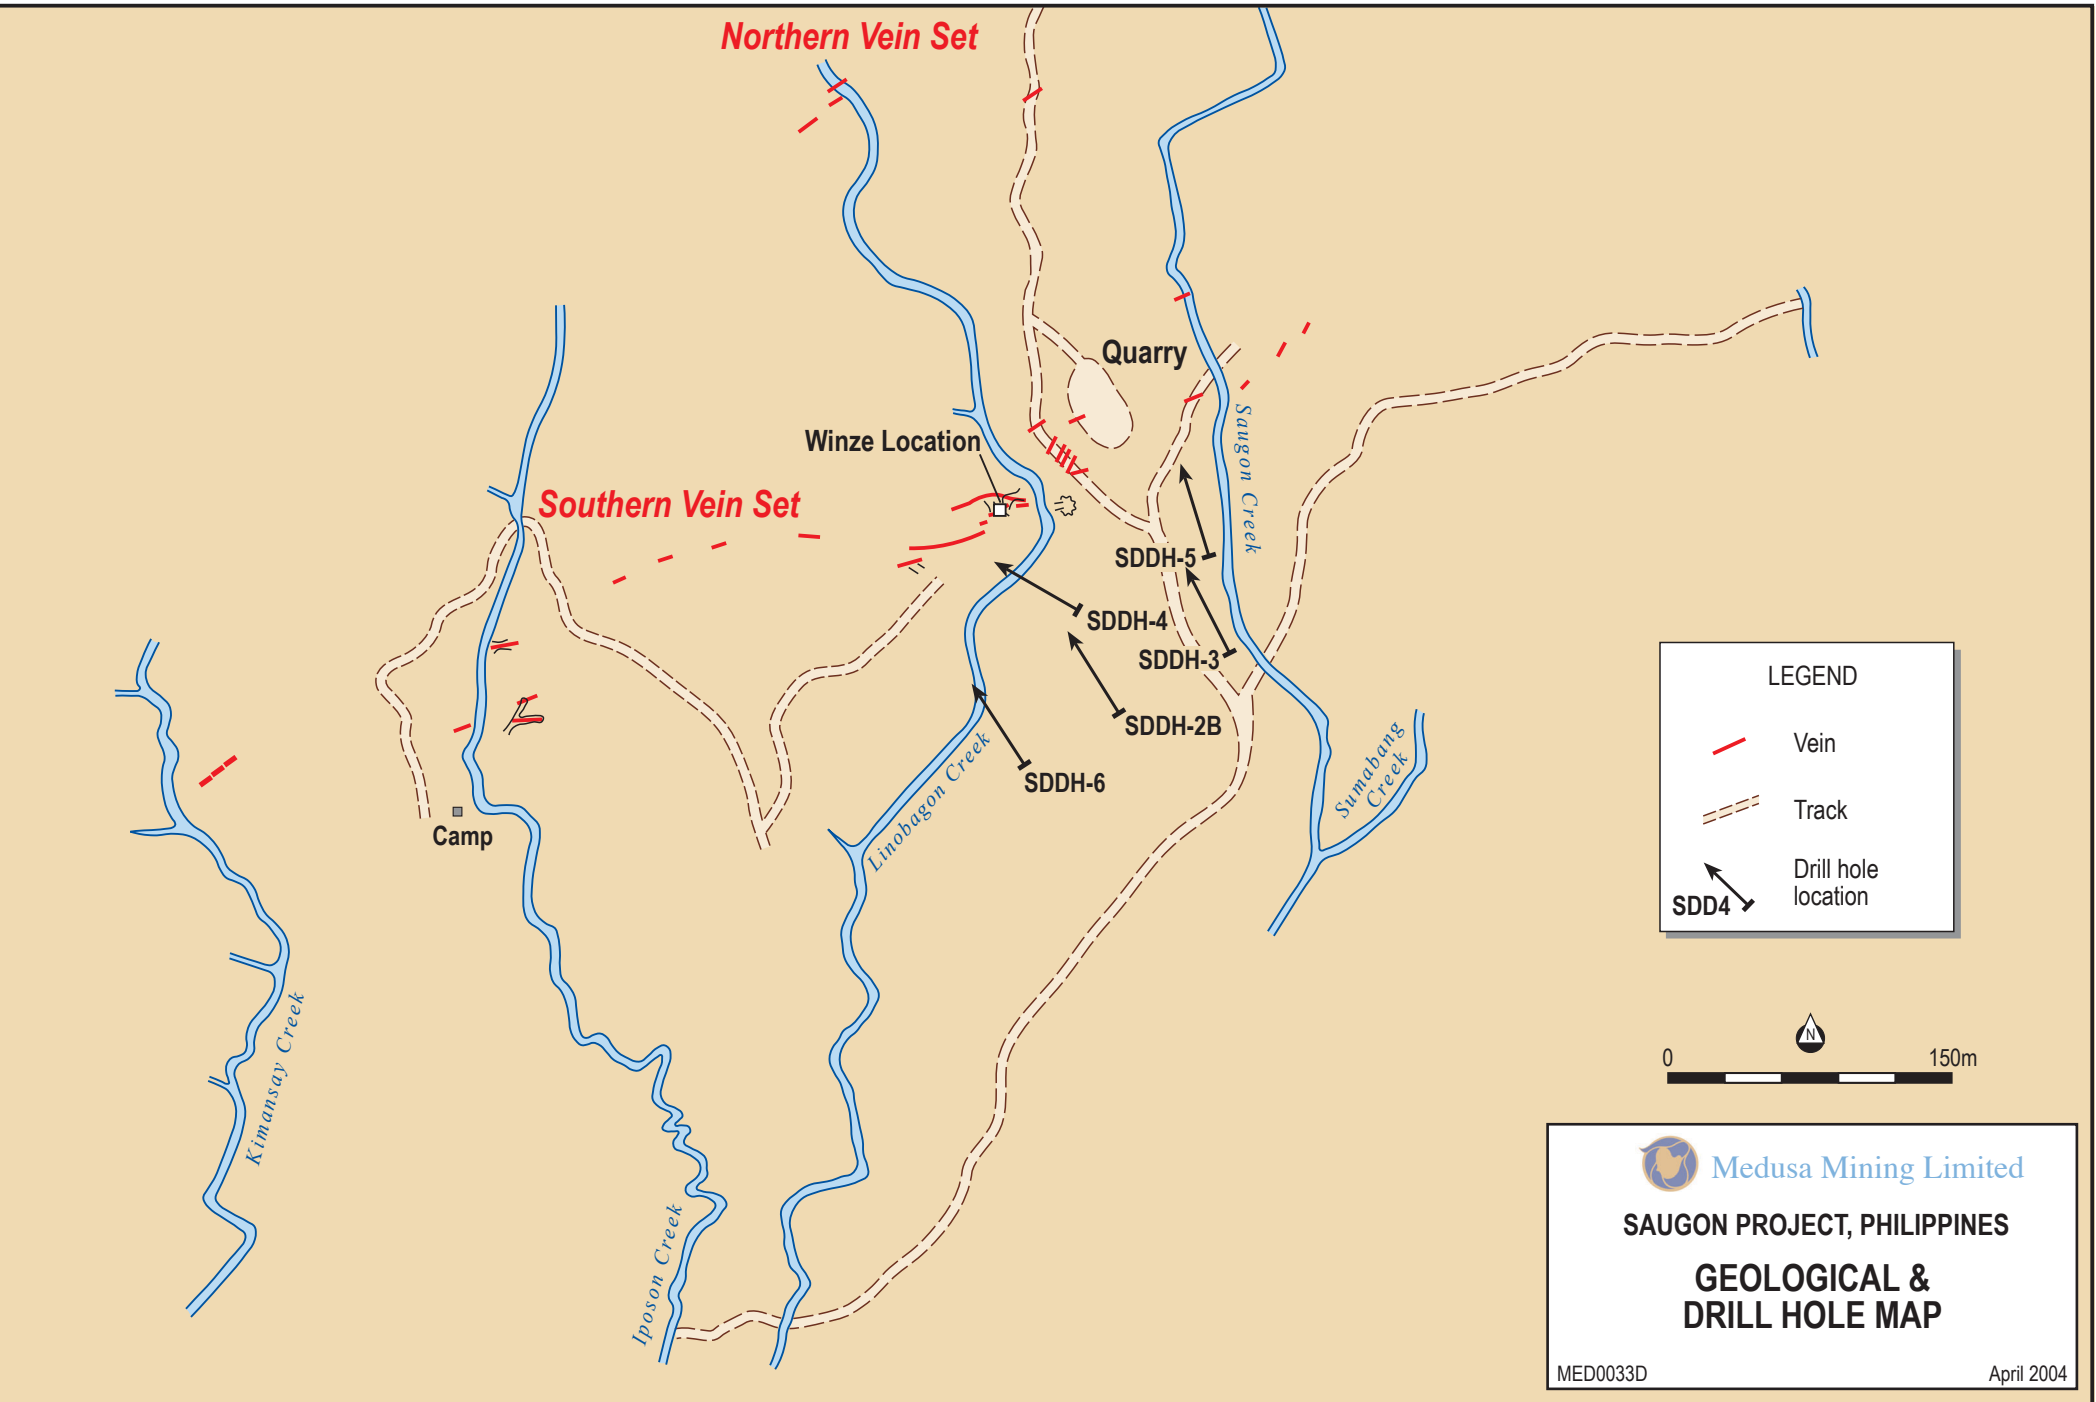 Northern Vein Set
Quarry
Winze Location
Southern Vein Set
Saugon Creek
SDDH-5
SDDH-4
SDDH-3
SDDH-2B
SDDH-6
Linobagon Creek
Sumabang
Creek
Camp
Kimansay Creek
Iposon Creek
LEGEND
Vein
Track
Drill hole
location
SDD4
N
0 150m
Medusa Mining Limited
SAUGON PROJECT, PHILIPPINES
GEOLOGICAL &
DRILL HOLE MAP
MED0033D April 2004